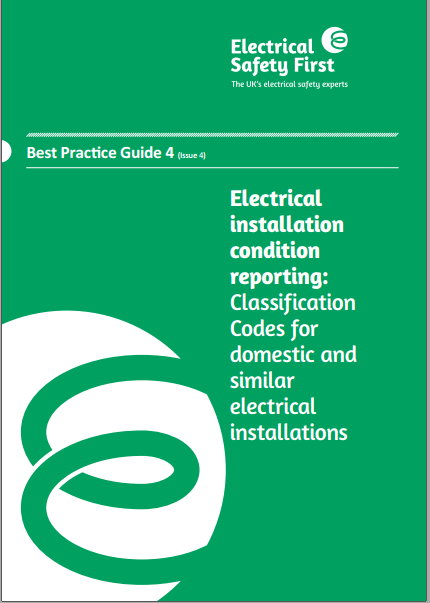 Electrical
Safety First
The UK's electrical safety experts
Best Practice Guide 4 (Issue 4)
Electrical
installation
condition
reporting:
Classification
Codes for
domestic and
similar
electrical
installations